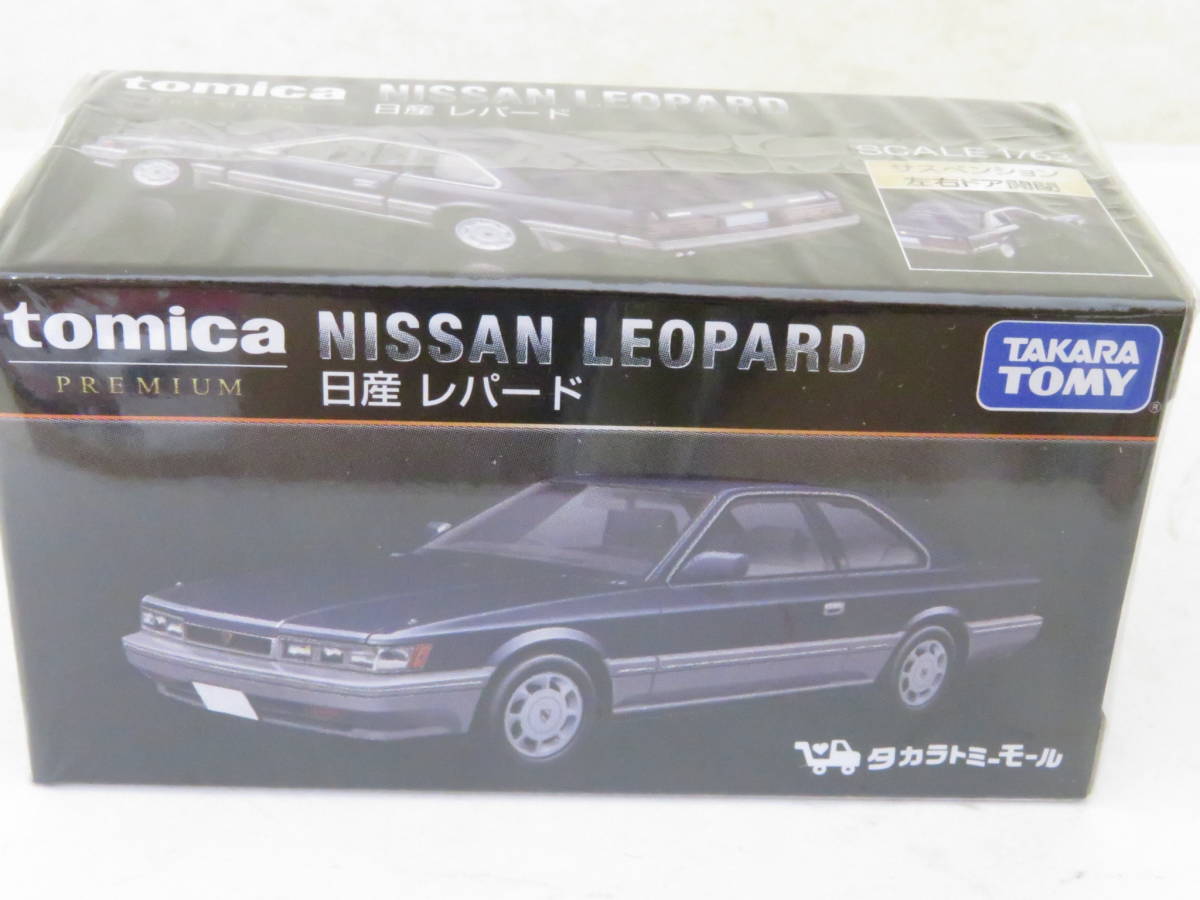 tomica
NISSAN LEOPARD
日産 レパード
SCALE 1/63
サスペンション
左右ドア開閉
tomica
PREMIUM
NISSAN LEOPARD
日産 レパード
TAKARA
TOMY
®
タカラトミーモール